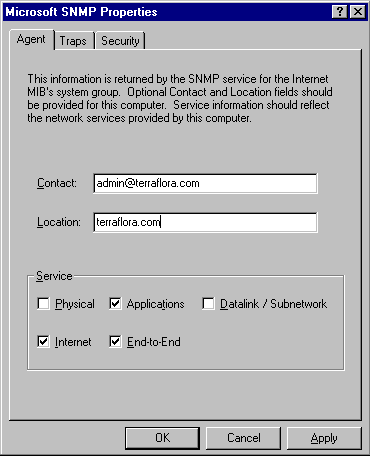 Microsoft SNMP Properties
Agent Traps Security
This information is returned by the SNMP service for the Internet
MIB's system group. Optional Contact and Location fields should
be provided for this computer. Service information should reflect
the network services provided by this computer.
Contact: admin@terraflora.com
Location: terraflora.com
Service
Physical Applications Datalink / Subnetwork
Internet End-to-End
OK Cancel Apply